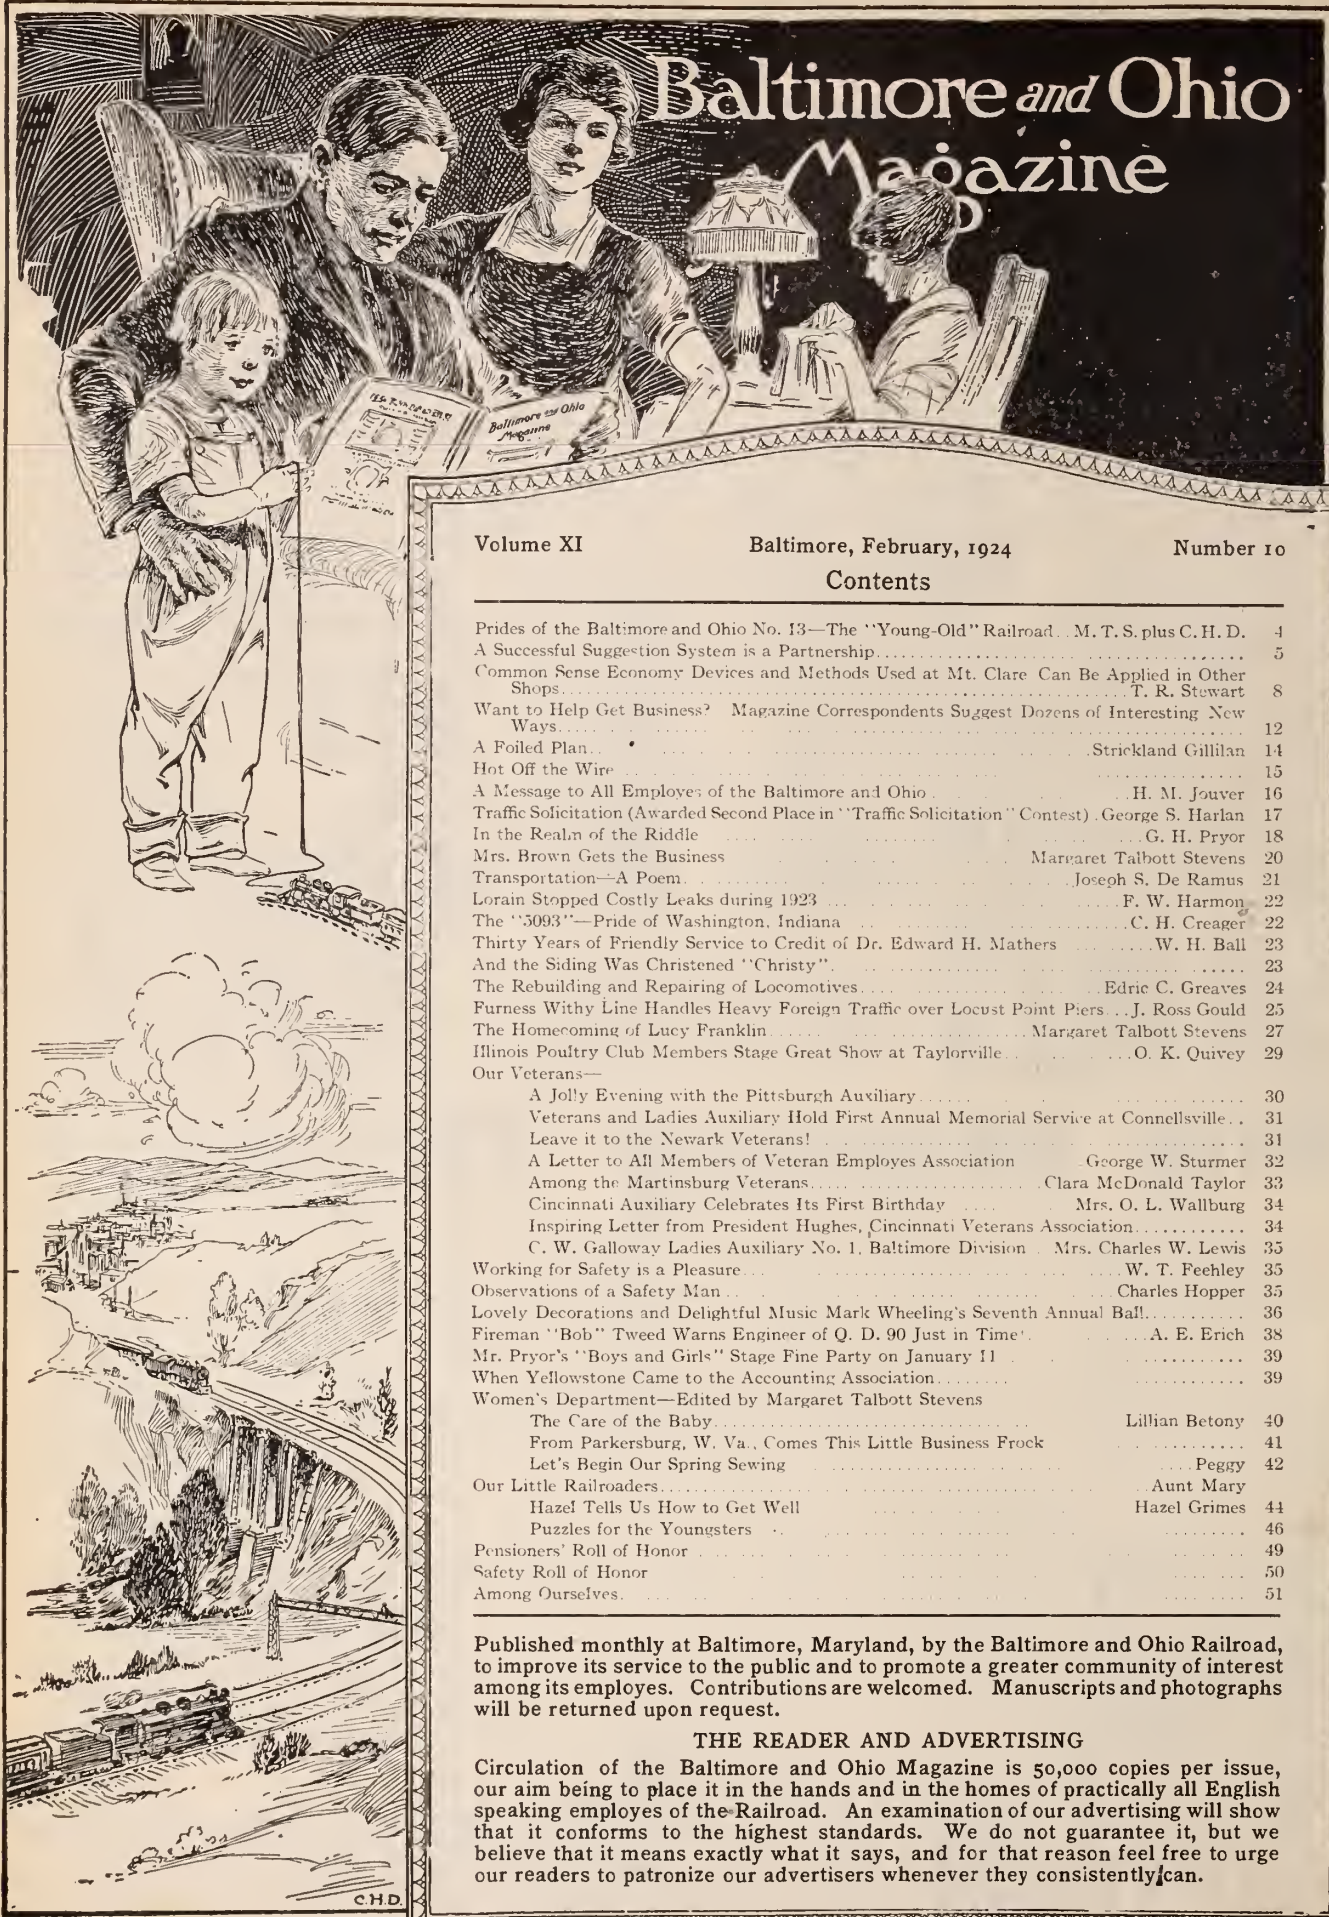 Baltimore and Ohio
Magazine
Baltimore and Ohio
Magazine
Volume XI Baltimore, February, 1924 Number 10
Contents
Prides of the Baltimore and Ohio No. 13—The "Young-Old" Railroad.. M. T. S. plus C. H. D. 4
A Successful Suggestion System is a Partnership 5
Common Sense Economy Devices and Methods Used at Mt. Clare Can Be Applied in Other
Shops T. R. Stewart 8
Want to Help Get Business? Magazine Correspondents Suggest Dozens of Interesting New
Ways 12
A Foiled Plan Strickland Gillilan 14
Hot Off the Wire 15
A Message to All Employes of the Baltimore and Ohio H. M. Jouver 16
Traffic Solicitation (Awarded Second Place in "Traffic Solicitation" Contest) George S. Harlan 17
In the Realm of the Riddle G. H. Pryor 18
Mrs. Brown Gets the Business Margaret Talbott Stevens 20
Transportation—A Poem Joseph S. De Ramus 21
Lorain Stopped Costly Leaks during 1923 F. W. Harmon 22
The "5093"—Pride of Washington, Indiana C. H. Creager 22
Thirty Years of Friendly Service to Credit of Dr. Edward H. Mathers W. H. Ball 23
And the Siding Was Christened "Christy" 23
The Rebuilding and Repairing of Locomotives Edric C. Greaves 24
Furness Withy Line Handles Heavy Foreign Traffic over Locust Point Piers J. Ross Gould 25
The Homecoming of Lucy Franklin Margaret Talbott Stevens 27
Illinois Poultry Club Members Stage Great Show at Taylorville O. K. Quivey 29
Our Veterans—
A Jolly Evening with the Pittsburgh Auxiliary 30
Veterans and Ladies Auxiliary Hold First Annual Memorial Service at Connellsville 31
Leave it to the Newark Veterans! 31
A Letter to All Members of Veteran Employes Association George W. Sturmer 32
Among the Martinsburg Veterans Clara McDonald Taylor 33
Cincinnati Auxiliary Celebrates Its First Birthday Mrs. O. L. Wallburg 34
Inspiring Letter from President Hughes, Cincinnati Veterans Association 34
C. W. Galloway Ladies Auxiliary No. 1, Baltimore Division Mrs. Charles W. Lewis 35
Working for Safety is a Pleasure W. T. Feehley 35
Observations of a Safety Man Charles Hopper 35
Lovely Decorations and Delightful Music Mark Wheeling's Seventh Annual Ball 36
Fireman "Bob" Tweed Warns Engineer of Q. D. 90 Just in Time! A. E. Erich 38
Mr. Pryor's "Boys and Girls" Stage Fine Party on January 11 39
When Yellowstone Came to the Accounting Association 39
Women's Department—Edited by Margaret Talbott Stevens
The Care of the Baby Lillian Betony 40
From Parkersburg, W. Va., Comes This Little Business Frock 41
Let's Begin Our Spring Sewing Peggy 42
Our Little Railroaders Aunt Mary
Hazel Tells Us How to Get Well Hazel Grimes 44
Puzzles for the Youngsters 46
Pensioners' Roll of Honor 49
Safety Roll of Honor 50
Among Ourselves 51
Published monthly at Baltimore, Maryland, by the Baltimore and Ohio Railroad,
to improve its service to the public and to promote a greater community of interest
among its employes. Contributions are welcomed. Manuscripts and photographs
will be returned upon request.
THE READER AND ADVERTISING
Circulation of the Baltimore and Ohio Magazine is 50,000 copies per issue,
our aim being to place it in the hands and in the homes of practically all English
speaking employes of the Railroad. An examination of our advertising will show
that it conforms to the highest standards. We do not guarantee it, but we
believe that it means exactly what it says, and for that reason feel free to urge
our readers to patronize our advertisers whenever they consistently can.
C.H.D.